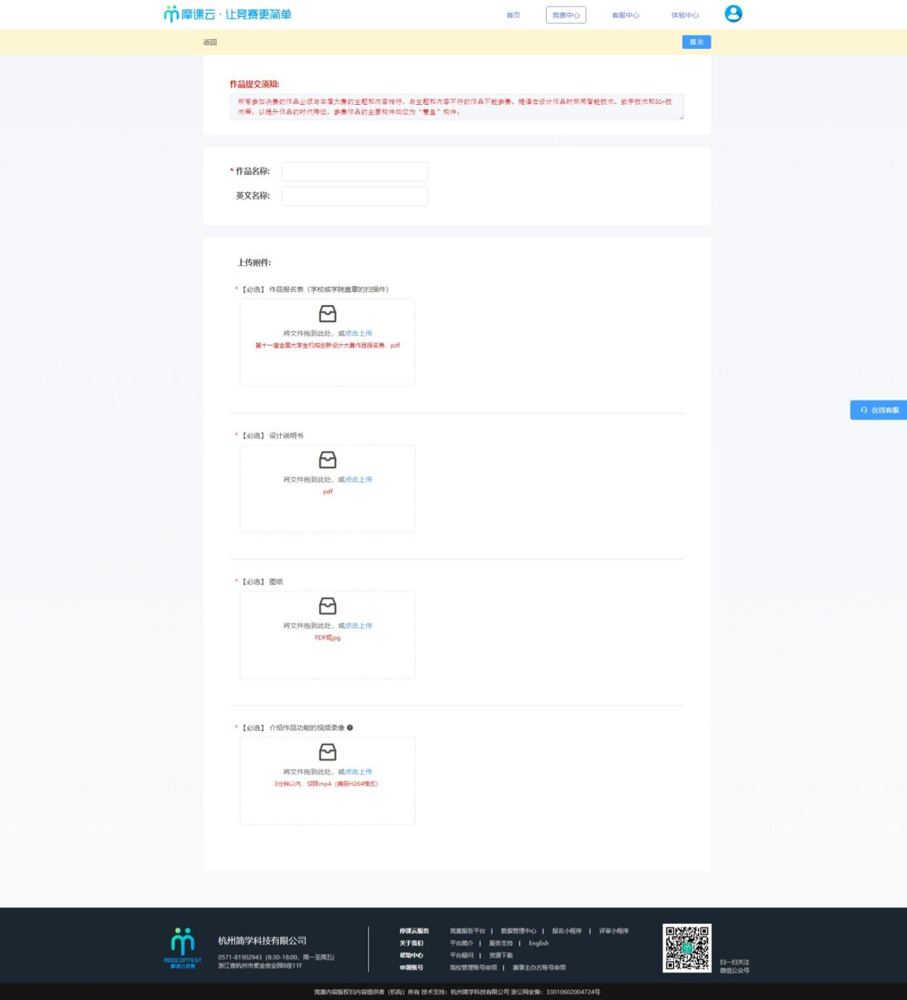 摩课云·让竞赛更简单
首页 竞赛中心 客服中心 体验中心
返回 提交
作品提交须知:
所有参加决赛的作品必须与本届大赛的主题和内容相符，与主题和内容不符的作品不能参赛。提倡在设计作品时采用智能技术、数字技术和5G+技
术等，以提升作品的时代特征，参赛作品的主要构件均应为“慧鱼”构件。
* 作品名称:
英文名称:
上传附件:
* 【必选】 作品报名表（学校或学院盖章的扫描件）
将文件拖到此处，或点击上传
第十一届全国大学生机械创新设计大赛作品报名表，pdf
在线客服
* 【必选】 设计说明书
将文件拖到此处，或点击上传
pdf
* 【必选】 图纸
将文件拖到此处，或点击上传
PDF或jpg
* 【必选】 介绍作品功能的视频录像
将文件拖到此处，或点击上传
3分钟以内，仅限mp4（编码H264格式）
MOOCONTEST
摩课云竞赛
杭州简学科技有限公司
0571-81902943（8:30-18:00，周一至周五）
浙江省杭州市紫金创业园B座11F
摩课云服务 竞赛服务平台 | 数据管理中心 | 报名小程序 | 评审小程序
关于我们 平台简介 | 服务支持 | English
帮助中心 平台疑问 | 资源下载
申领账号 高校管理账号申领 | 赛事主办方账号申领
扫一扫关注
微信公众号
竞赛内容版权归内容提供者（机构）所有 技术支持：杭州简学科技有限公司 浙公网安备：33010602004724号